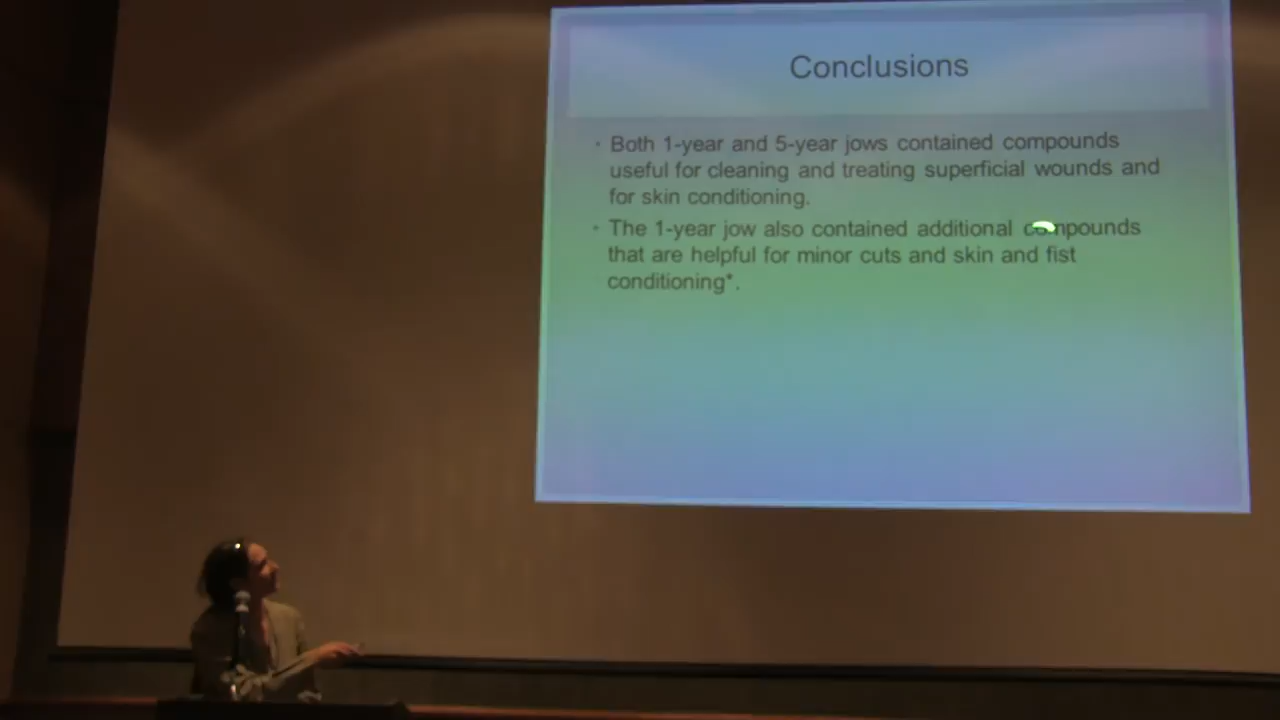 Conclusions
· Both 1-year and 5-year jows contained compounds
useful for cleaning and treating superficial wounds and
for skin conditioning.
· The 1-year jow also contained additional compounds
that are helpful for minor cuts and skin and fist
conditioning*.